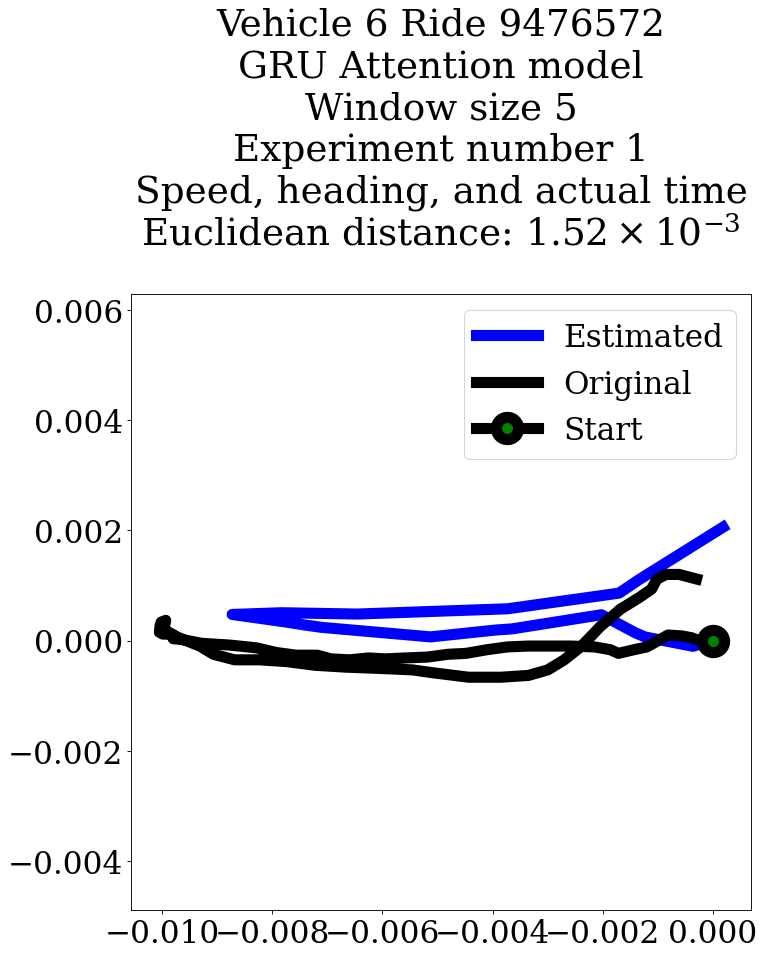 Vehicle 6 Ride 9476572
GRU Attention model
Window size 5
Experiment number 1
Speed, heading, and actual time
Euclidean distance: 1.52 × 10⁻³
Estimated
Original
Start
0.006
0.004
0.002
0.000
−0.002
−0.004
−0.010 −0.008 −0.006 −0.004 −0.002 0.000